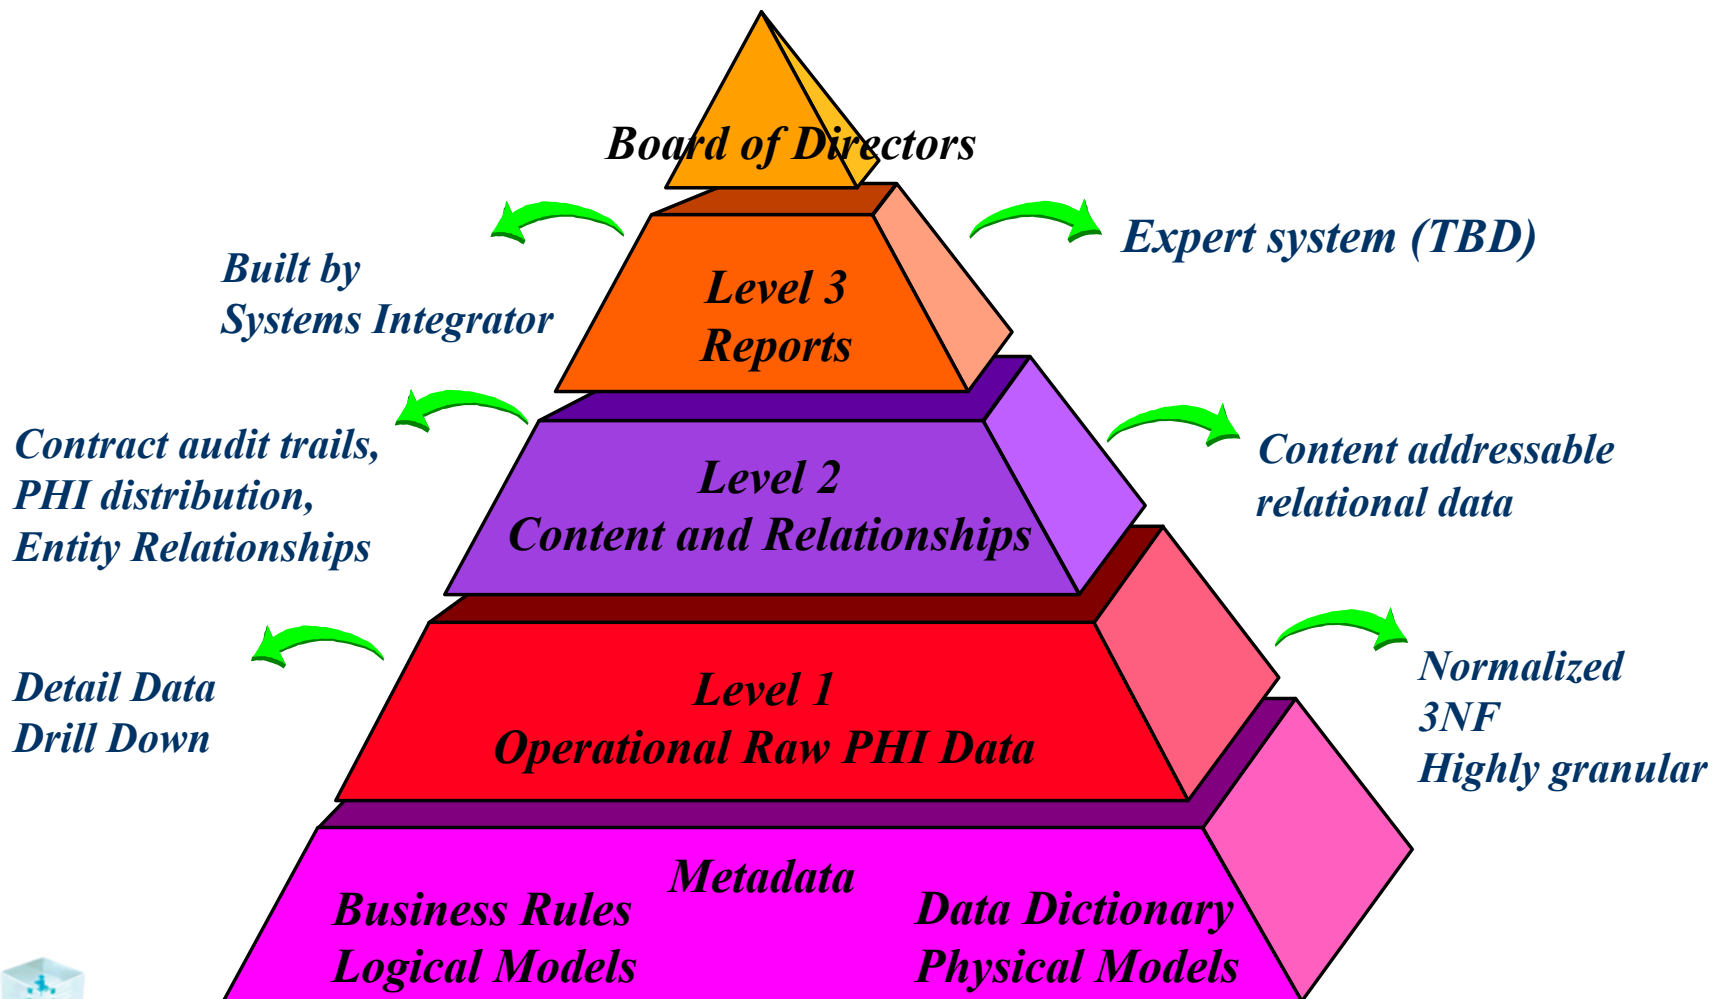 Board of Directors
Built by
Systems Integrator
Expert system (TBD)
Level 3
Reports
Contract audit trails,
PHI distribution,
Entity Relationships
Level 2
Content and Relationships
Content addressable
relational data
Detail Data
Drill Down
Level 1
Operational Raw PHI Data
Normalized
3NF
Highly granular
Metadata
Business Rules
Logical Models
Data Dictionary
Physical Models